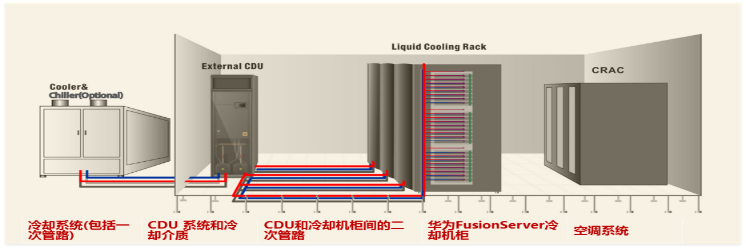 Liquid Cooling Rack
External CDU
CRAC
Cooler&
Chiller(Optional)
冷却系统(包括一
次管路)
CDU 系统和冷
却介质
CDU和冷却机柜间的二
次管路
华为FusionServer冷
却机柜
空调系统